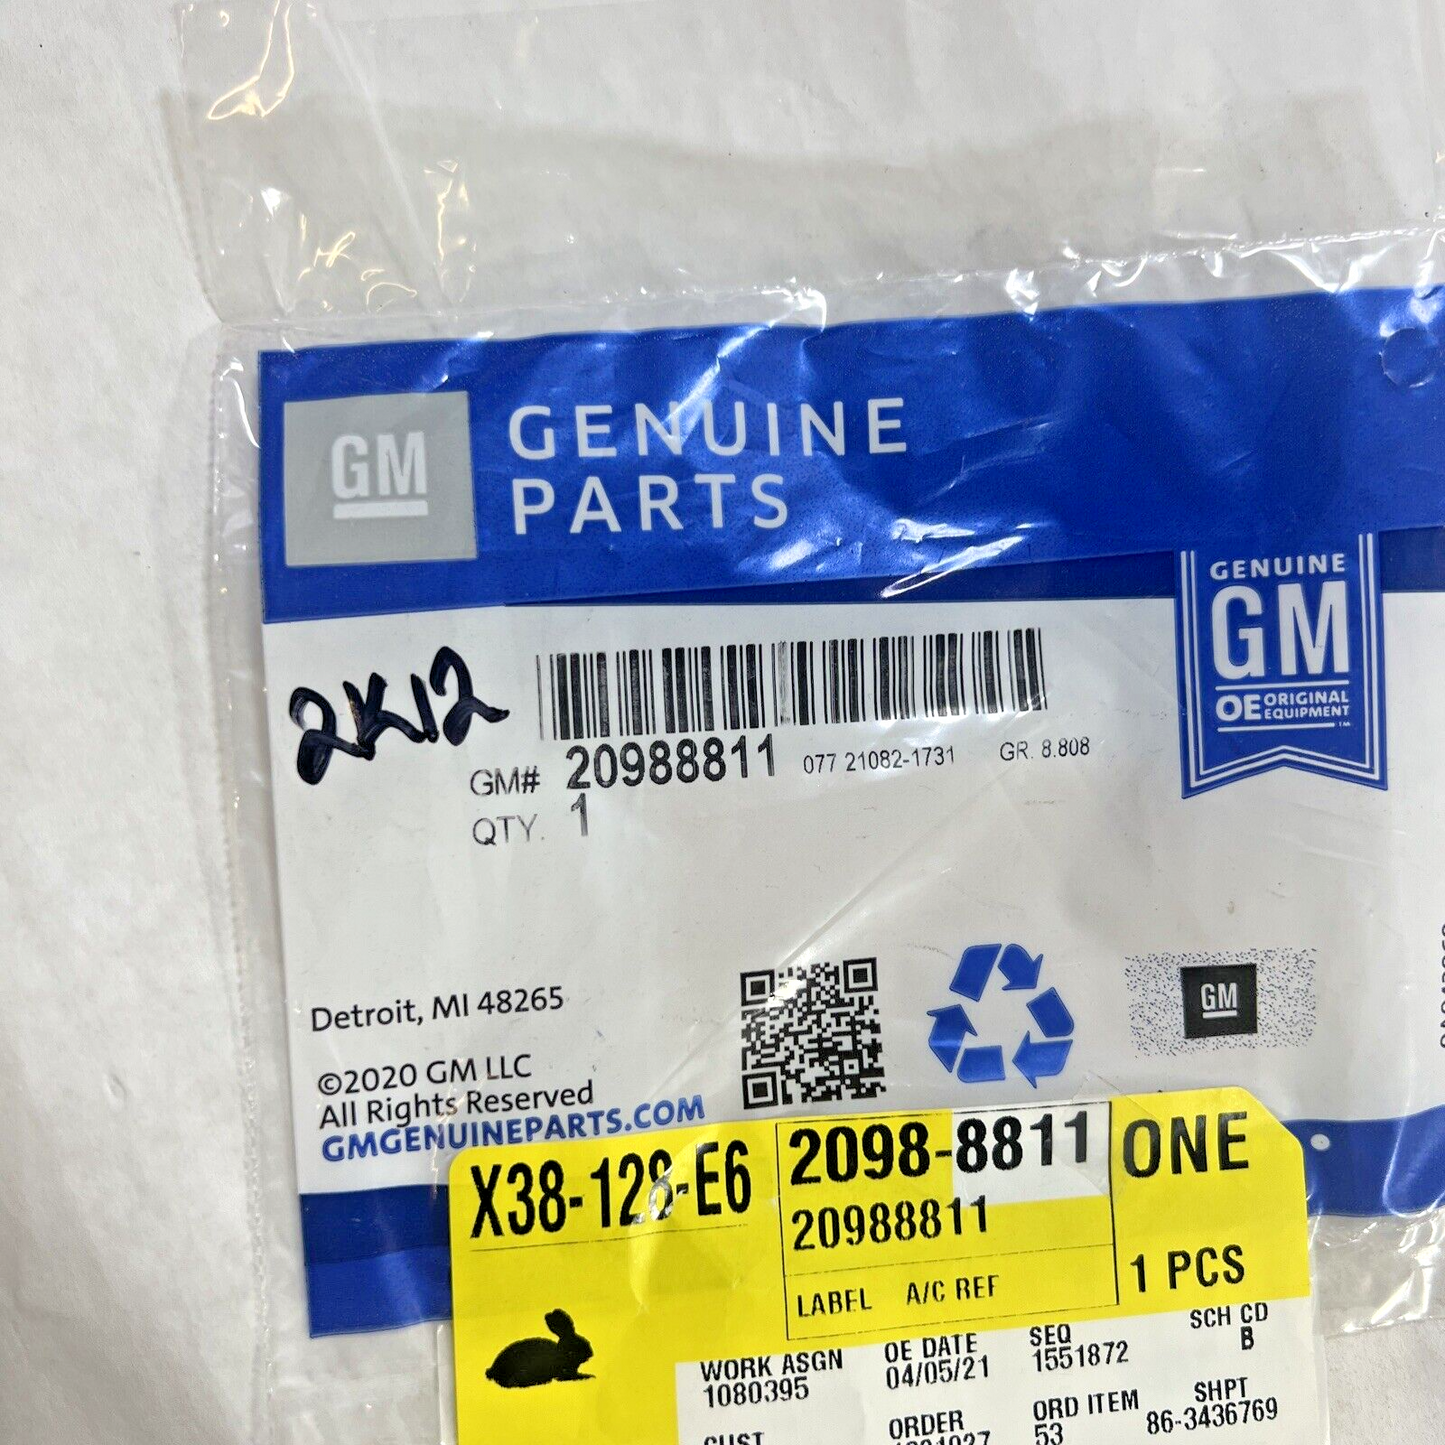 GM
GENUINE
PARTS
GENUINE
GM
OE ORIGINAL EQUIPMENT ™
2K12
GM# 20988811 077 21082-1731 GR. 8.808
QTY. 1
Detroit, MI 48265
©2020 GM LLC
All Rights Reserved
GMGENUINEPARTS.COM
GM
X38-128-E6
2098-8811
ONE
20988811
LABEL A/C REF
1 PCS
WORK ASGN
1080395
OE DATE
04/05/21
SEQ
1551872
SCH CD
B
CUST
ORDER
ORD ITEM
53
SHPT
86-3436769